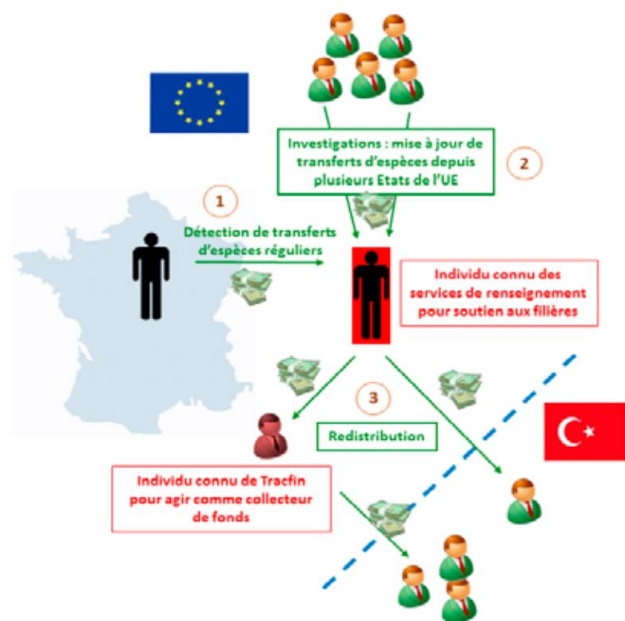 Investigations : mise à jour de
transferts d'espèces depuis
plusieurs Etats de l'UE
2
1
Détection de transferts
d'espèces réguliers
Individu connu des
services de renseignement
pour soutien aux filières
3
Redistribution
Individu connu de Tracfin
pour agir comme collecteur
de fonds